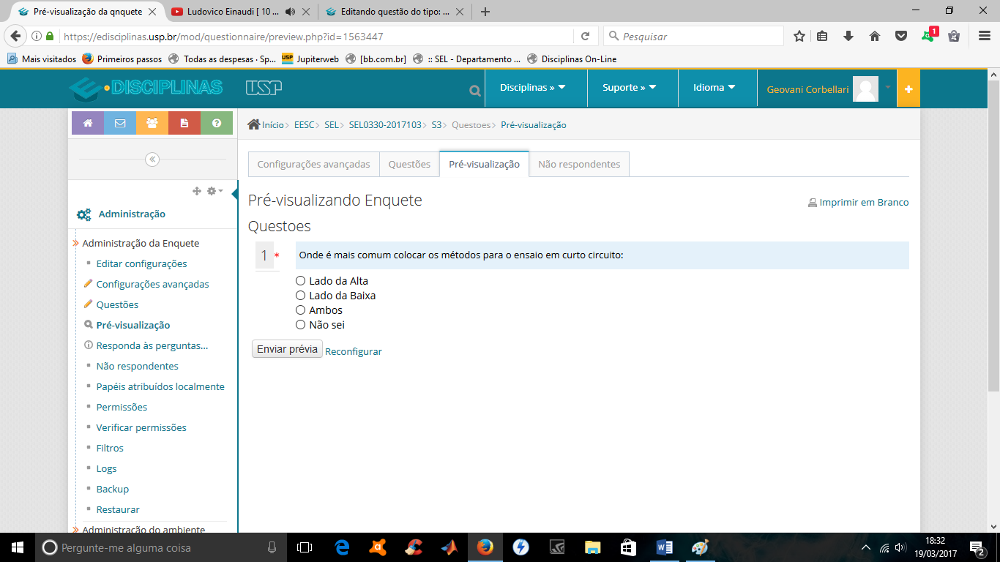 Pré-visualização da qnquete
Ludovico Einaudi [ 10 ...
Editando questão do tipo: ...
https://edisciplinas.usp.br/mod/questionnaire/preview.php?id=1563447
Pesquisar
1
Mais visitados
Primeiros passos
Todas as despesas · Sp...
USP Jupiterweb
[bb.com.br]
:: SEL - Departamento ...
Disciplinas On-Line
DISCIPLINAS
USP
Disciplinas »
Suporte »
Idioma
Geovani Corbellari
Início
EESC
SEL
SEL0330-2017103
S3
Questoes
Pré-visualização
Configurações avançadas
Questões
Pré-visualização
Não respondentes
Administração
Administração da Enquete
Editar configurações
Configurações avançadas
Questões
Pré-visualização
Responda às perguntas...
Não respondentes
Papéis atribuídos localmente
Permissões
Verificar permissões
Filtros
Logs
Backup
Restaurar
Administração do ambiente
Pré-visualizando Enquete
Imprimir em Branco
Questoes
1 *
Onde é mais comum colocar os métodos para o ensaio em curto circuito:
Lado da Alta
Lado da Baixa
Ambos
Não sei
Enviar prévia
Reconfigurar
Pergunte-me alguma coisa
18:32
19/03/2017
2